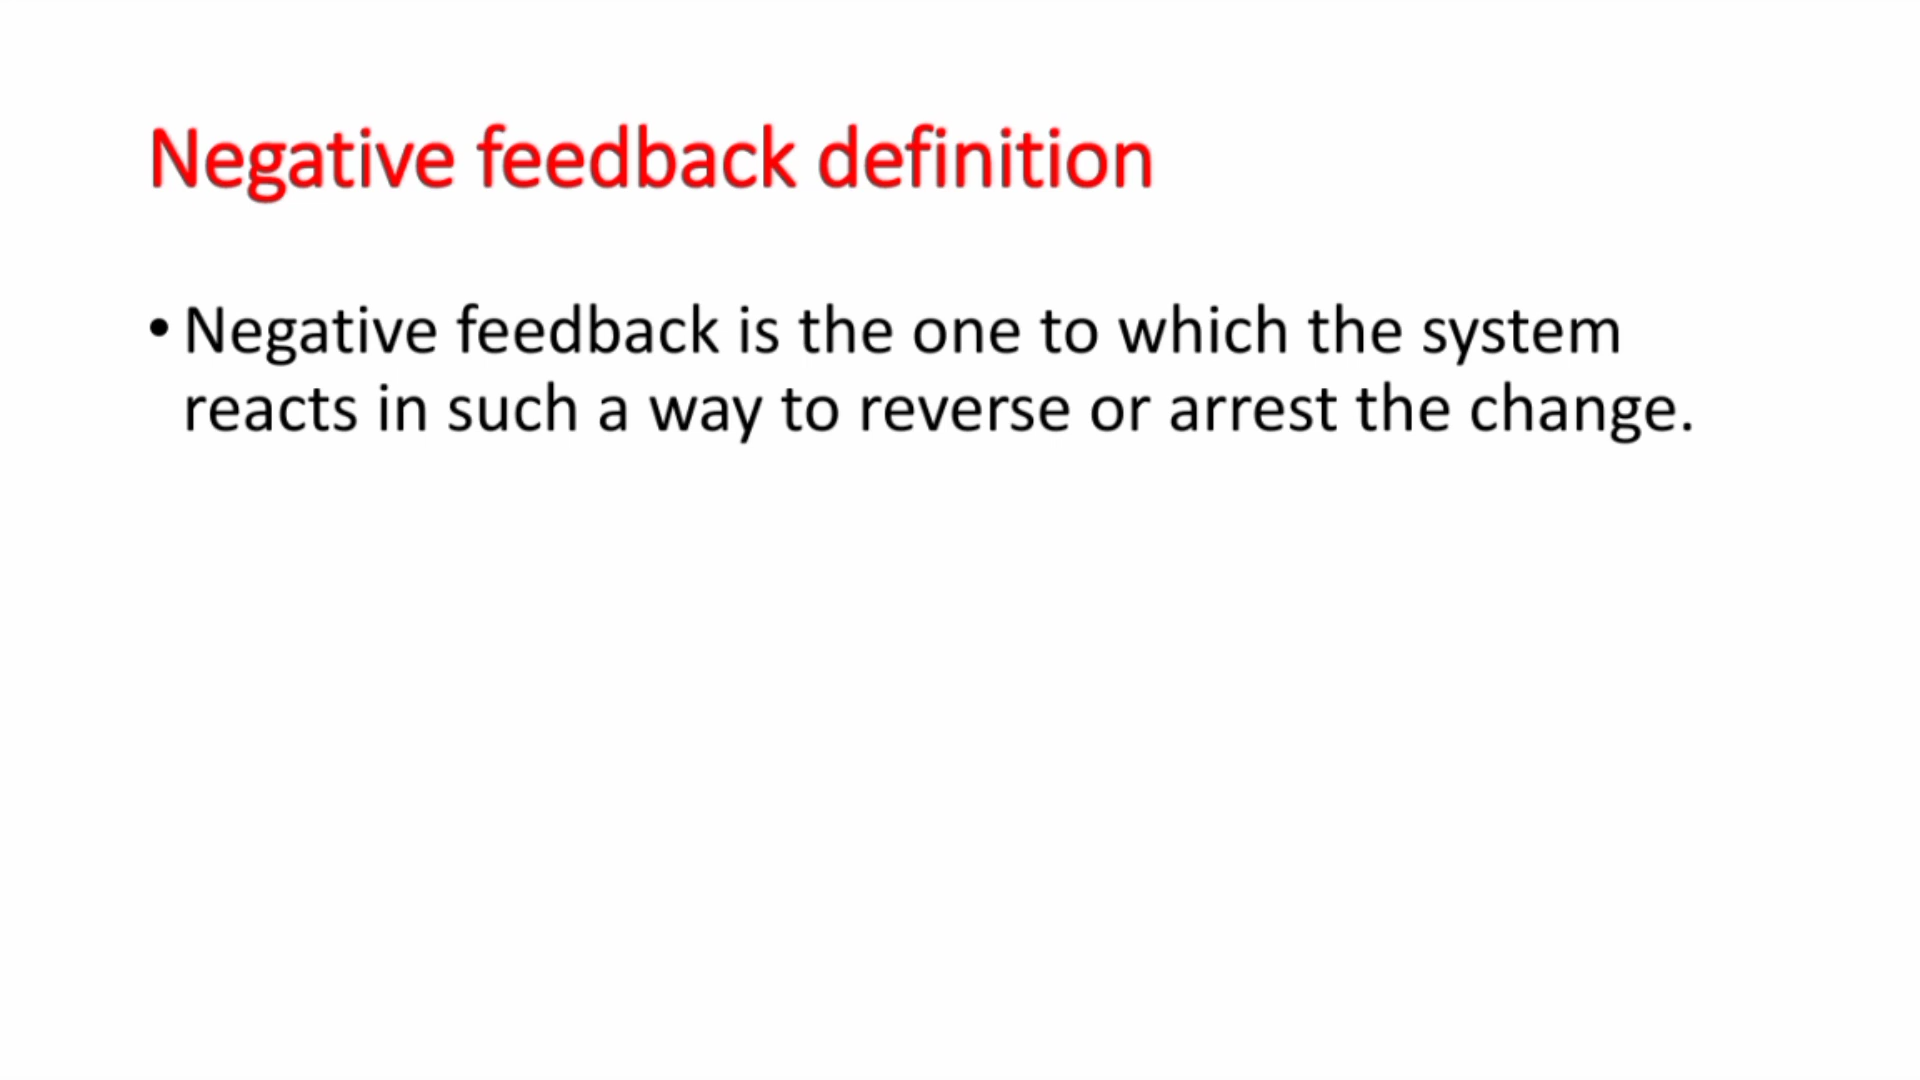 Negative feedback definition
• Negative feedback is the one to which the system
reacts in such a way to reverse or arrest the change.